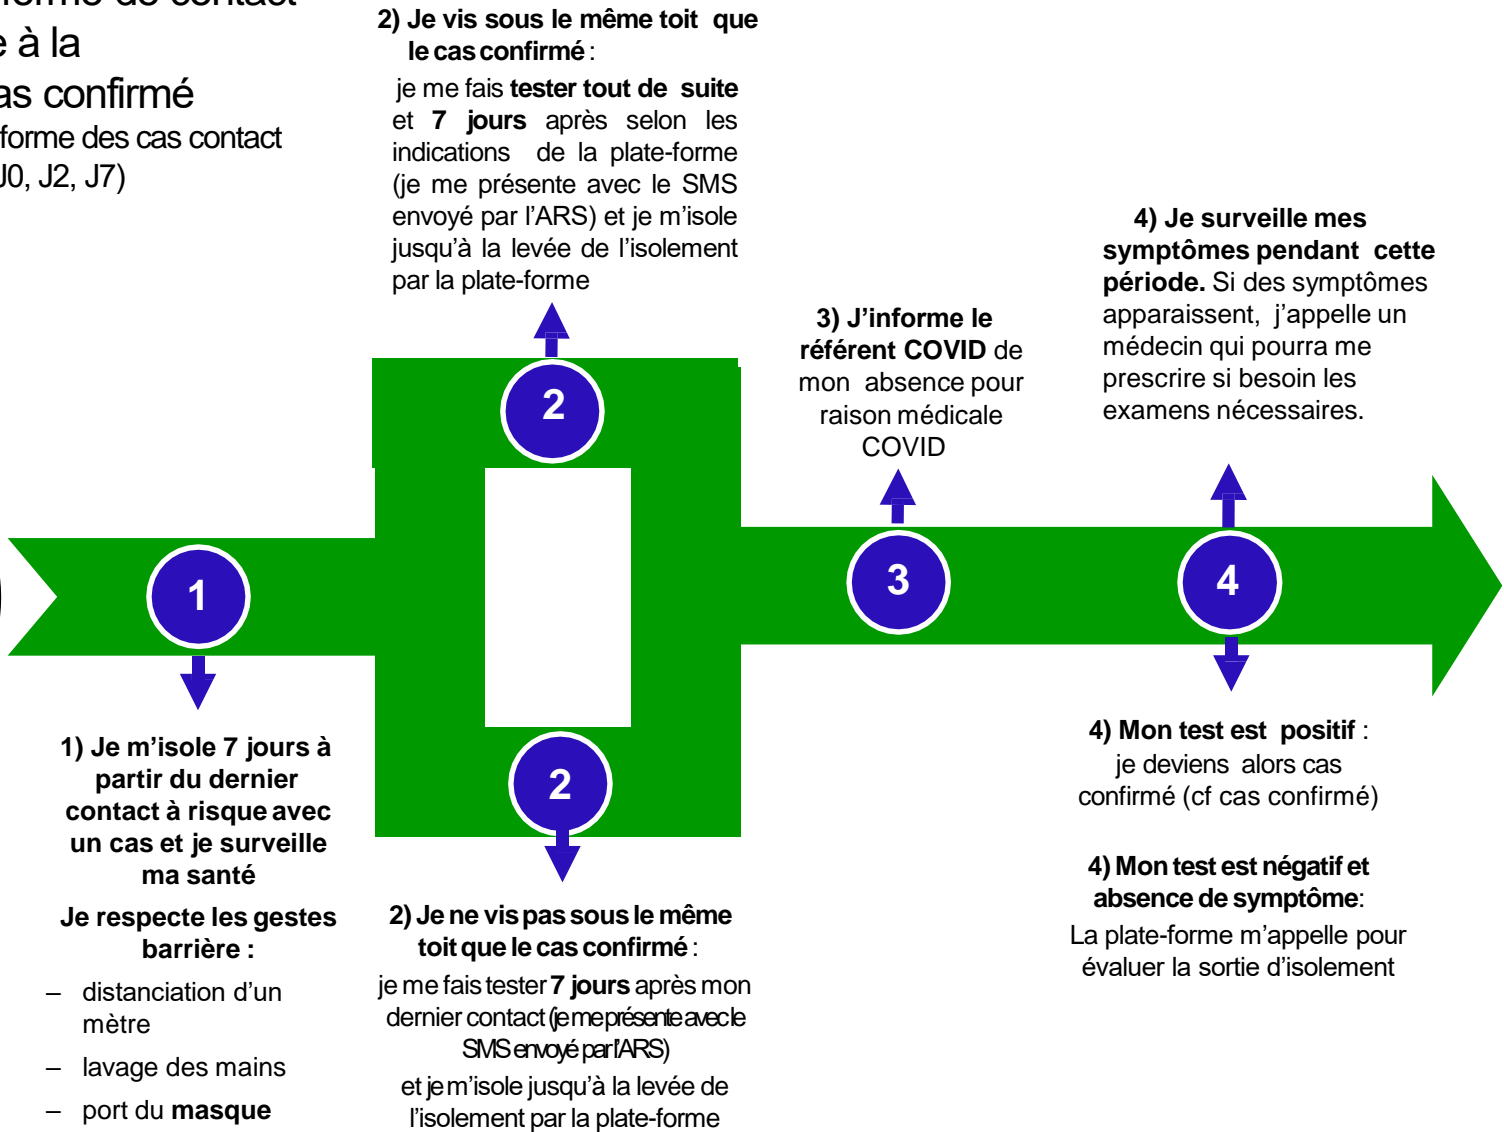 forme de contact
e à la
as confirmé
forme des cas contact
J0, J2, J7)
2) Je vis sous le même toit que
le cas confirmé :
je me fais tester tout de suite
et 7 jours après selon les
indications de la plate-forme
(je me présente avec le SMS
envoyé par l’ARS) et je m’isole
jusqu’à la levée de l’isolement
par la plate-forme
3) J’informe le
référent COVID de
mon absence pour
raison médicale
COVID
4) Je surveille mes
symptômes pendant cette
période. Si des symptômes
apparaissent, j’appelle un
médecin qui pourra me
prescrire si besoin les
examens nécessaires.
2
1
3
4
2
1) Je m’isole 7 jours à
partir du dernier
contact à risque avec
un cas et je surveille
ma santé
Je respecte les gestes
barrière :
– distanciation d’un
mètre
– lavage des mains
– port du masque
2) Je ne vis pas sous le même
toit que le cas confirmé :
je me fais tester 7 jours après mon
dernier contact (je me présente avec le
SMS envoyé par l’ARS)
et je m’isole jusqu’à la levée de
l’isolement par la plate-forme
4) Mon test est positif :
je deviens alors cas
confirmé (cf cas confirmé)
4) Mon test est négatif et
absence de symptôme:
La plate-forme m’appelle pour
évaluer la sortie d’isolement